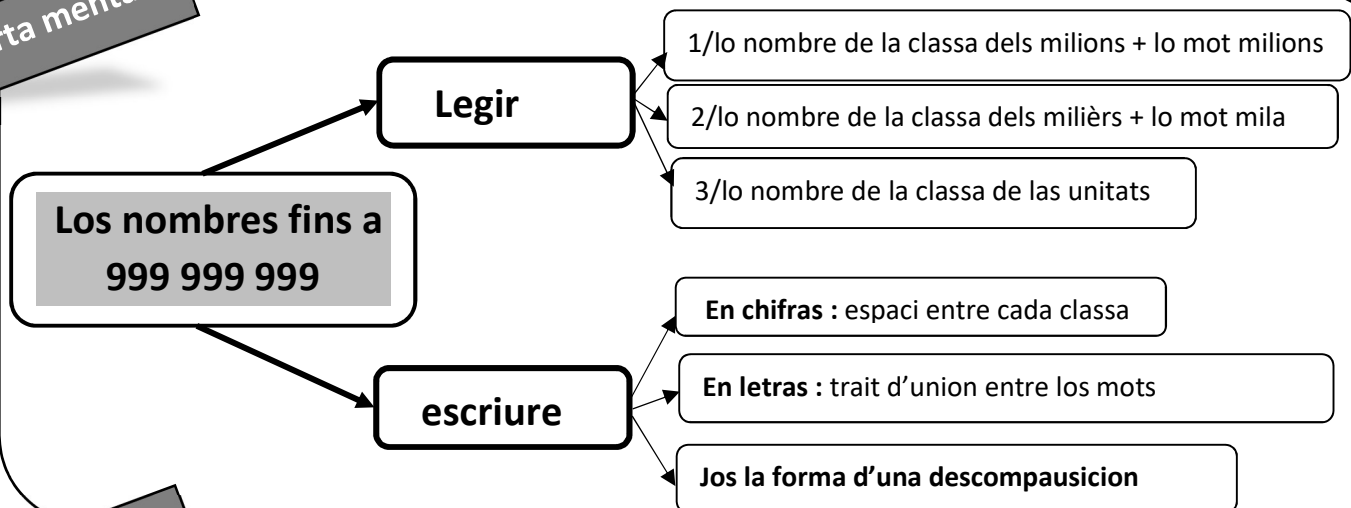 Legir
1/lo nombre de la classa dels milions + lo mot milions
2/lo nombre de la classa dels milièrs + lo mot mila
3/lo nombre de la classa de las unitats
Los nombres fins a
999 999 999
escriure
En chifras : espaci entre cada classa
En letras : trait d’union entre los mots
Jos la forma d’una descompausicion